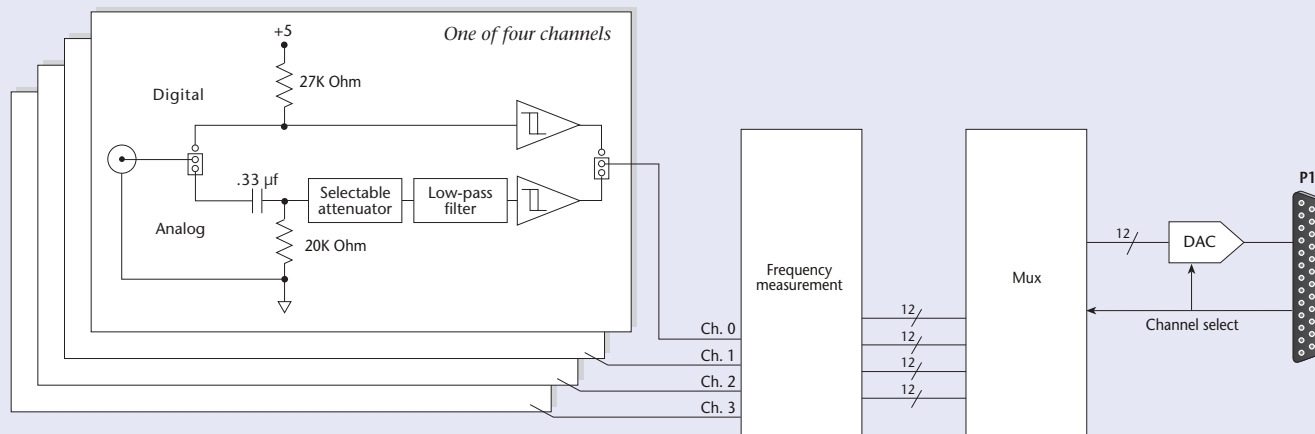 One of four channels
+5
27K Ohm
Digital
.33 µf
Selectable
attenuator
Low-pass
filter
Analog
20K Ohm
Ch. 0
Ch. 1
Ch. 2
Ch. 3
Frequency
measurement
12
12
12
12
Mux
12
DAC
Channel select
P1